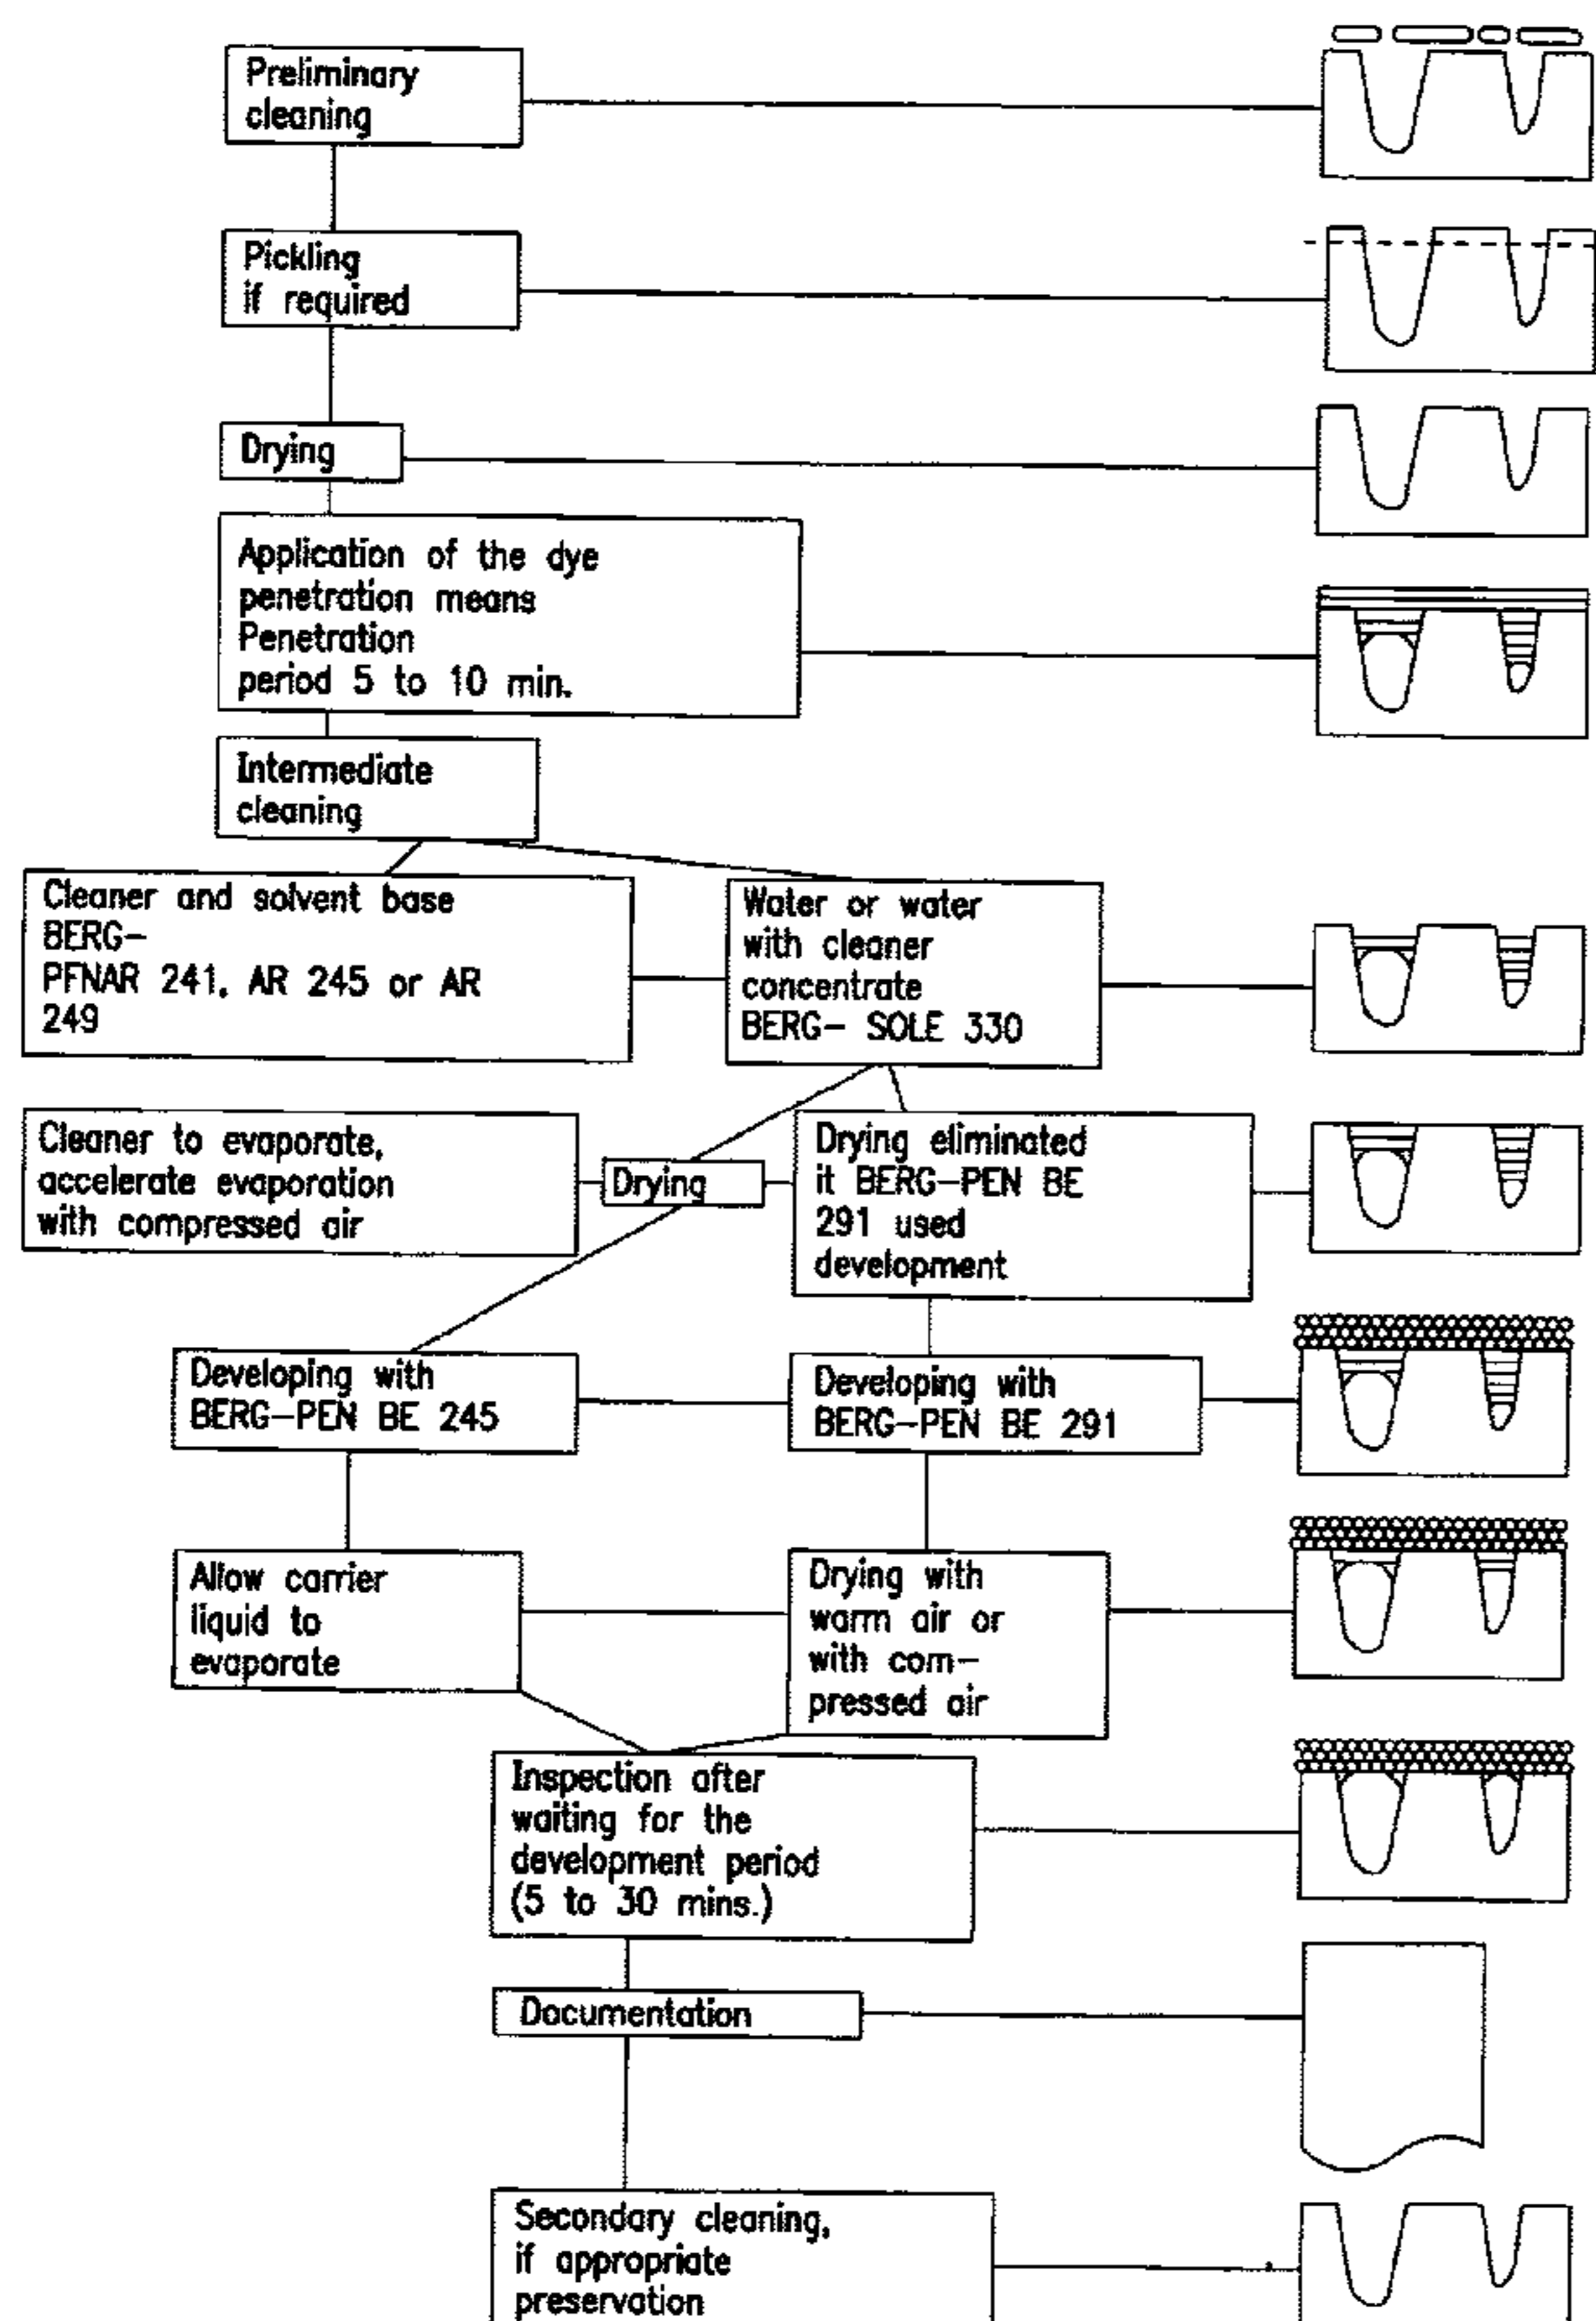 Preliminary
cleaning
Pickling
if required
Drying
Application of the dye
penetration means
Penetration
period 5 to 10 min.
Intermediate
cleaning
Cleaner and solvent base
BERG-
PFNAR 241, AR 245 or AR
249
Water or water
with cleaner
concentrate
BERG- SOLE 330
Cleaner to evaporate,
accelerate evaporation
with compressed air
Drying
Drying eliminated
it BERG-PEN BE
291 used
development
Developing with
BERG-PEN BE 245
Developing with
BERG-PEN BE 291
Allow carrier
liquid to
evaporate
Drying with
warm air or
with com-
pressed air
Inspection after
waiting for the
development period
(5 to 30 mins.)
Documentation
Secondary cleaning,
if appropriate
preservation